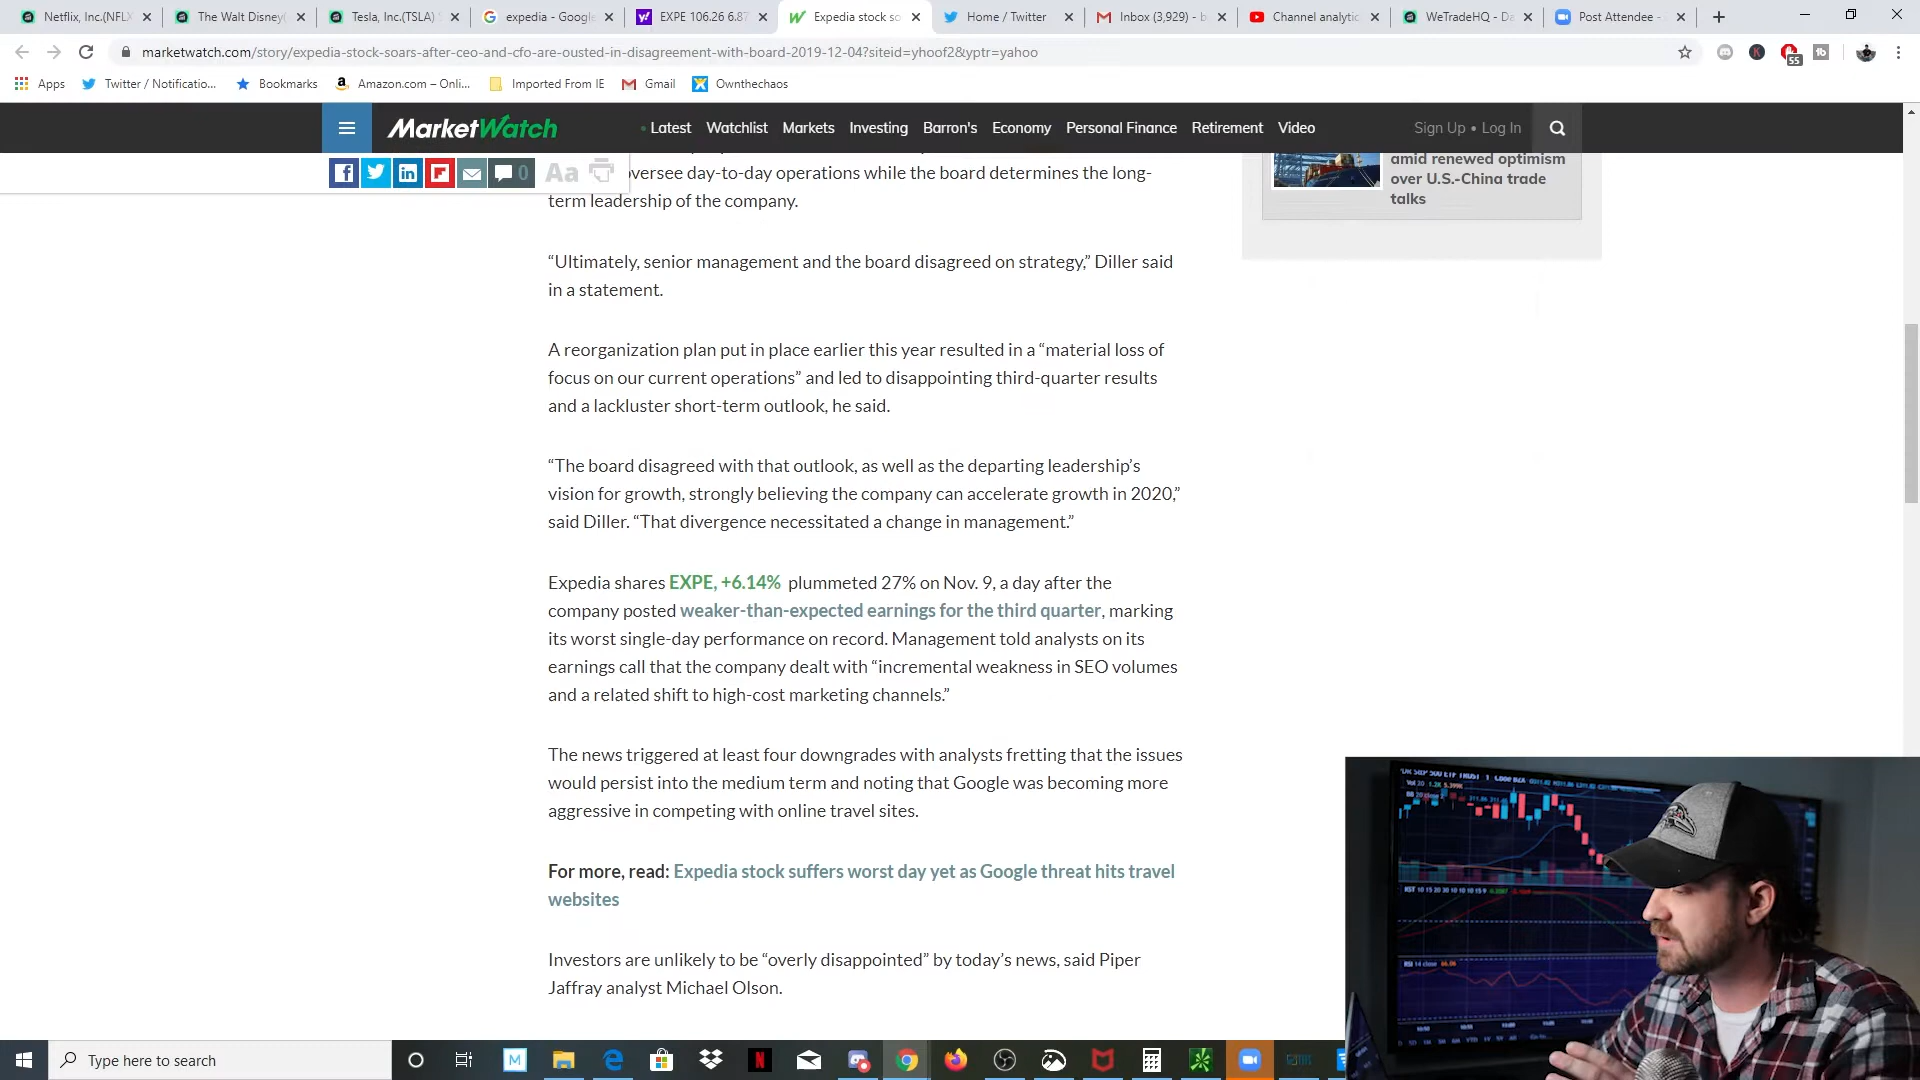 Netflix, Inc.(NFLX
The Walt Disney(
Tesla, Inc.(TSLA) S
expedia - Google
EXPE 106.26 6.87
Expedia stock so
Home / Twitter
Inbox (3,929) - b
Channel analytic
WeTradeHQ - Da
Post Attendee -
marketwatch.com/story/expedia-stock-soars-after-ceo-and-cfo-are-ousted-in-disagreement-with-board-2019-12-04?siteid=yhoof2&yptr=yahoo
55
Apps
Twitter / Notificatio...
Bookmarks
Amazon.com – Onli...
Imported From IE
Gmail
Ownthechaos
MarketWatch
Latest
Watchlist
Markets
Investing
Barron's
Economy
Personal Finance
Retirement
Video
Sign Up • Log In
0
Aa
oversee day-to-day operations while the board determines the long-
term leadership of the company.
amid renewed optimism
over U.S.-China trade
talks
“Ultimately, senior management and the board disagreed on strategy,” Diller said
in a statement.
A reorganization plan put in place earlier this year resulted in a “material loss of
focus on our current operations” and led to disappointing third-quarter results
and a lackluster short-term outlook, he said.
“The board disagreed with that outlook, as well as the departing leadership’s
vision for growth, strongly believing the company can accelerate growth in 2020,”
said Diller. “That divergence necessitated a change in management.”
Expedia shares EXPE, +6.14% plummeted 27% on Nov. 9, a day after the
company posted weaker-than-expected earnings for the third quarter, marking
its worst single-day performance on record. Management told analysts on its
earnings call that the company dealt with “incremental weakness in SEO volumes
and a related shift to high-cost marketing channels.”
The news triggered at least four downgrades with analysts fretting that the issues
would persist into the medium term and noting that Google was becoming more
aggressive in competing with online travel sites.
For more, read: Expedia stock suffers worst day yet as Google threat hits travel
websites
Investors are unlikely to be “overly disappointed” by today’s news, said Piper
Jaffray analyst Michael Olson.
Type here to search